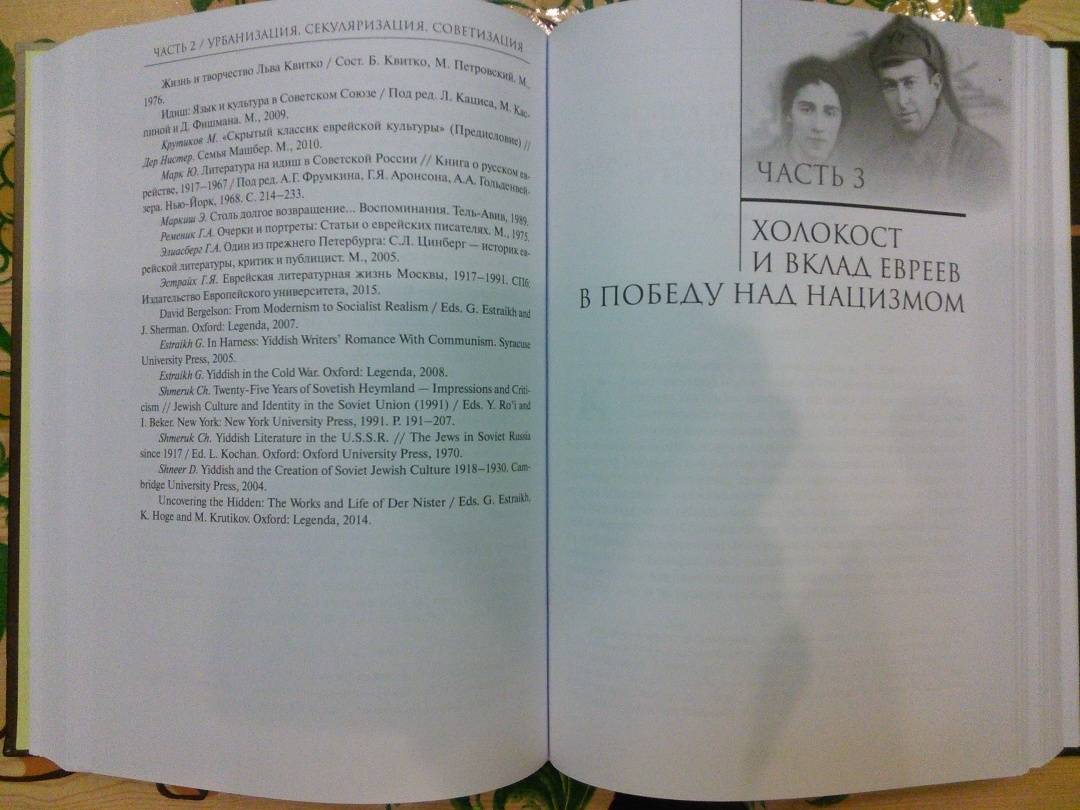 ЧАСТЬ 2 / УРБАНИЗАЦИЯ. СЕКУЛЯРИЗАЦИЯ. СОВЕТИЗАЦИЯ
Жизнь и творчество Льва Квитко / Сост. Б. Квитко, М. Петровский. М.,
1976.
Идиш: Язык и культура в Советском Союзе / Под ред. Л. Кациса, М. Кас-
пиной и Д. Фишмана. М., 2009.
Крутиков М. «Скрытый классик еврейской культуры» (Предисловие) //
Дер Нистер. Семья Машбер. М., 2010.
Марк Ю. Литература на идиш в Советской России // Книга о русском ев-
рействе, 1917–1967 / Под ред. А.Г. Фрумкина, Г.Я. Аронсона, А.А. Гольденвей-
зера. Нью-Йорк, 1968. С. 214–233.
Маркиш Э. Столь долгое возвращение... Воспоминания. Тель-Авив, 1989.
Ременик Г.А. Очерки и портреты: Статьи о еврейских писателях. М., 1975.
Элиасберг Г.А. Один из прежнего Петербурга: С.Л. Цинберг — историк ев-
рейской литературы, критик и публицист. М., 2005.
Эстрайх Г.Я. Еврейская литературная жизнь Москвы, 1917–1991. СПб:
Издательство Европейского университета, 2015.
David Bergelson: From Modernism to Socialist Realism / Eds. G. Estraikh and
J. Sherman. Oxford: Legenda, 2007.
Estraikh G. In Harness: Yiddish Writers' Romance With Communism. Syracuse
University Press, 2005.
Estraikh G. Yiddish in the Cold War. Oxford: Legenda, 2008.
Shmeruk Ch. Twenty-Five Years of Sovetish Heymland — Impressions and Criti-
cism // Jewish Culture and Identity in the Soviet Union (1991) / Eds. Y. Ro'i and
I. Beker. New York: New York University Press, 1991. P. 191–207.
Shmeruk Ch. Yiddish Literature in the U.S.S.R. // The Jews in Soviet Russia
since 1917 / Ed. L. Kochan. Oxford: Oxford University Press, 1970.
Shneer D. Yiddish and the Creation of Soviet Jewish Culture 1918–1930. Cam-
bridge University Press, 2004.
Uncovering the Hidden: The Works and Life of Der Nister / Eds. G. Estraikh,
K. Hoge and M. Krutikov. Oxford: Legenda, 2014.
ЧАСТЬ 3
ХОЛОКОСТ
И ВКЛАД ЕВРЕЕВ
В ПОБЕДУ НАД НАЦИЗМОМ